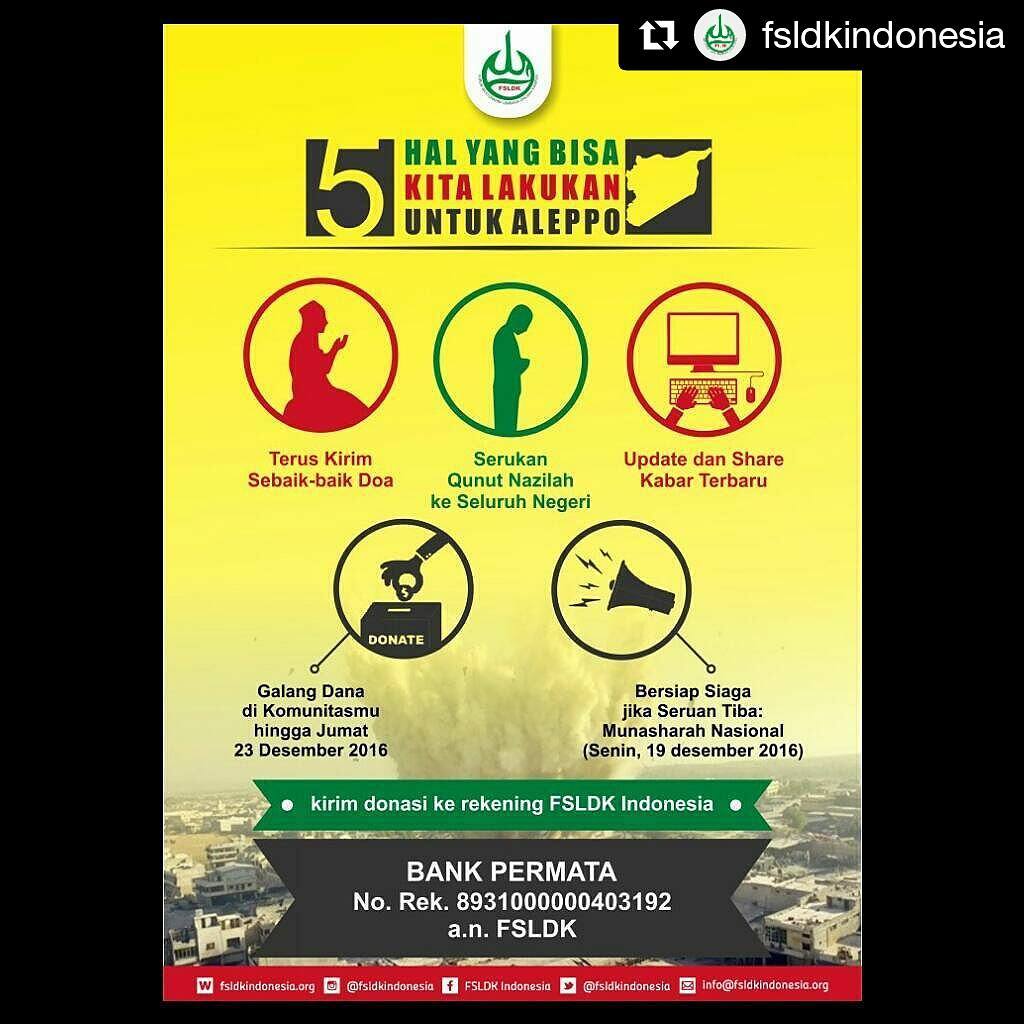 fsldkindonesia
FSLDK
5
HAL YANG BISA
KITA LAKUKAN
UNTUK ALEPPO
Terus Kirim
Sebaik-baik Doa
Serukan
Qunut Nazilah
ke Seluruh Negeri
Update dan Share
Kabar Terbaru
DONATE
Galang Dana
di Komunitasmu
hingga Jumat
23 Desember 2016
Bersiap Siaga
jika Seruan Tiba:
Munasharah Nasional
(Senin, 19 desember 2016)
kirim donasi ke rekening FSLDK Indonesia
BANK PERMATA
No. Rek. 8931000000403192
a.n. FSLDK
fsldkindonesia.org @fsldkindonesia FSLDK Indonesia @fsldkindonesia info@fsldkindonesia.org